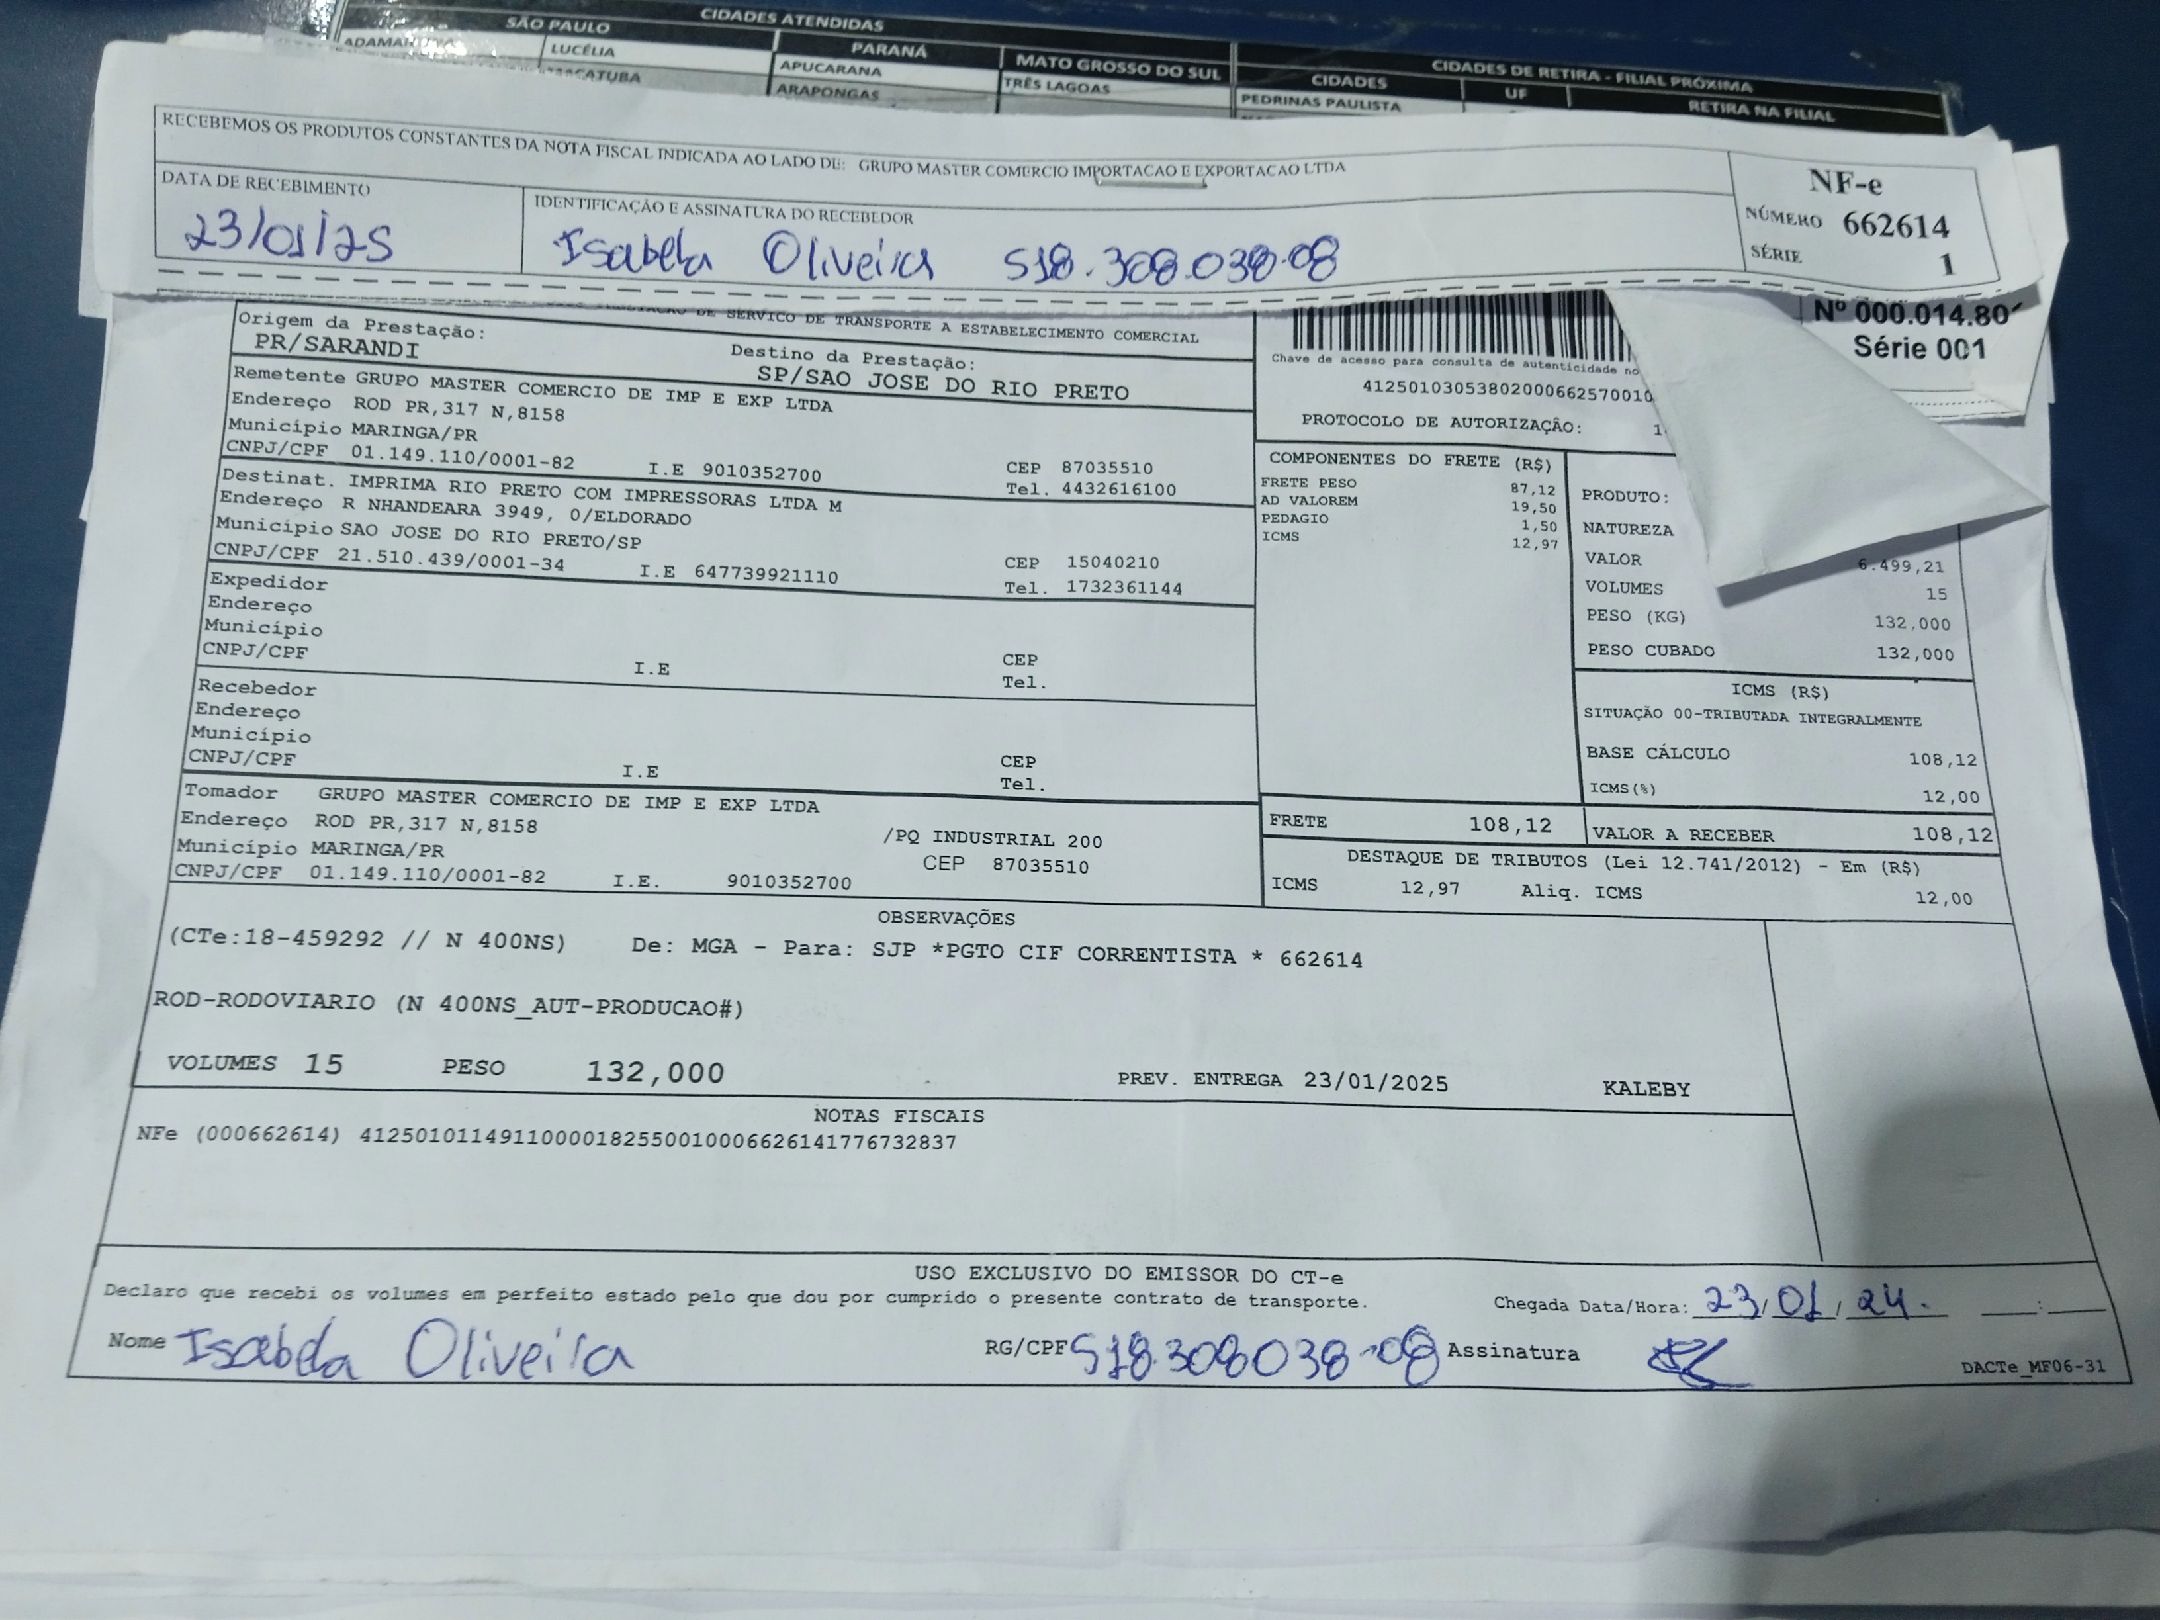 CIDADES ATENDIDAS
SÃO PAULO
PARANÁ
MATO GROSSO DO SUL
CIDADES DE RETIRA - FILIAL PRÓXIMA
CIDADES
UF
RETIRA NA FILIAL
LUCÉLIA
APUCARANA
TRÊS LAGOAS
PEDRINAS PAULISTA
ARAPONGAS
RECEBEMOS OS PRODUTOS CONSTANTES DA NOTA FISCAL INDICADA AO LADO DE: GRUPO MASTER COMERCIO IMPORTACAO E EXPORTACAO LTDA
DATA DE RECEBIMENTO
23/01/25
IDENTIFICAÇÃO E ASSINATURA DO RECEBEDOR
Isabela Oliveira 518.308.038-08
NF-e
NÚMERO 662614
SÉRIE 1
DE SERVICO DE TRANSPORTE A ESTABELECIMENTO COMERCIAL
Nº 000.014.80
Série 001
Origem da Prestação:
PR/SARANDI
Destino da Prestação:
SP/SAO JOSE DO RIO PRETO
Remetente GRUPO MASTER COMERCIO DE IMP E EXP LTDA
Endereço ROD PR,317 N,8158
Município MARINGA/PR
CNPJ/CPF 01.149.110/0001-82 I.E 9010352700
CEP 87035510
Tel. 4432616100
Destinat. IMPRIMA RIO PRETO COM IMPRESSORAS LTDA M
Endereço R NHANDEARA 3949, 0/ELDORADO
Município SAO JOSE DO RIO PRETO/SP
CNPJ/CPF 21.510.439/0001-34 I.E 647739921110
CEP 15040210
Tel. 1732361144
Expedidor
Endereço
Município
CNPJ/CPF I.E
CEP
Tel.
Recebedor
Endereço
Município
CNPJ/CPF I.E
CEP
Tel.
Tomador GRUPO MASTER COMERCIO DE IMP E EXP LTDA
Endereço ROD PR,317 N,8158 /PQ INDUSTRIAL 200
Município MARINGA/PR CEP 87035510
CNPJ/CPF 01.149.110/0001-82 I.E. 9010352700
Chave de acesso para consulta de autenticidade no
41250103053802000662570010
PROTOCOLO DE AUTORIZAÇÃO: 1
COMPONENTES DO FRETE (R$)
FRETE PESO 87,12
AD VALOREM 19,50
PEDAGIO 1,50
ICMS 12,97
PRODUTO:
NATUREZA
VALOR 6.499,21
VOLUMES 15
PESO (KG) 132,000
PESO CUBADO 132,000
ICMS (R$)
SITUAÇÃO 00-TRIBUTADA INTEGRALMENTE
BASE CÁLCULO 108,12
ICMS(%) 12,00
FRETE 108,12
VALOR A RECEBER 108,12
DESTAQUE DE TRIBUTOS (Lei 12.741/2012) - Em (R$)
ICMS 12,97 Aliq. ICMS 12,00
OBSERVAÇÕES
(CTe:18-459292 // N 400NS) De: MGA - Para: SJP *PGTO CIF CORRENTISTA * 662614
ROD-RODOVIARIO (N 400NS_AUT-PRODUCAO#)
VOLUMES 15 PESO 132,000 PREV. ENTREGA 23/01/2025 KALEBY
NOTAS FISCAIS
NFe (000662614) 41250101149110000182550010006626141776732837
USO EXCLUSIVO DO EMISSOR DO CT-e
Declaro que recebi os volumes em perfeito estado pelo que dou por cumprido o presente contrato de transporte.
Chegada Data/Hora: 23/01/24. __:__
Nome Isabela Oliveira RG/CPF 518.308038-08 Assinatura
DACTe_MF06-31